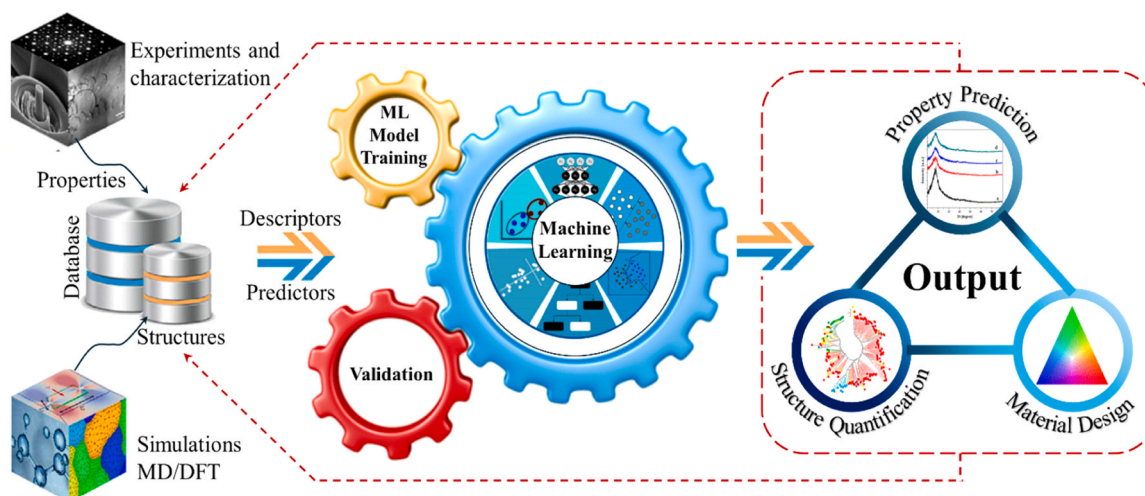 Experiments and
characterization
Properties
Database
Structures
Simulations
MD/DFT
Descriptors
Predictors
ML
Model
Training
Validation
Machine
Learning
Property Prediction
Output
Structure Quantification
Material Design